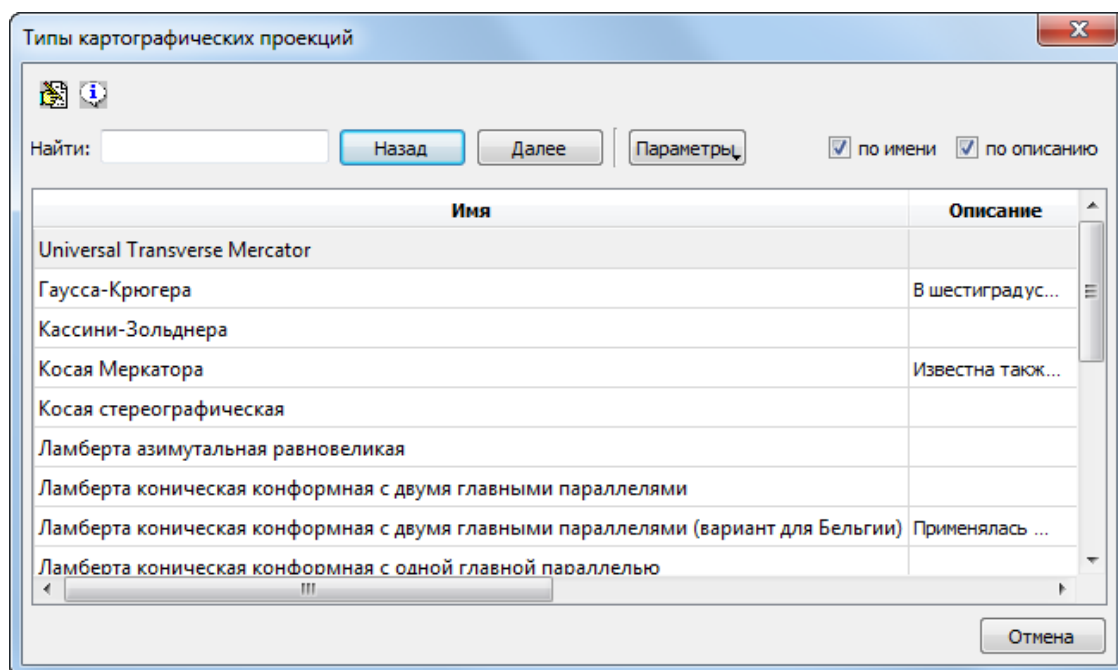 Типы картографических проекций
Найти: Назад Далее Параметры по имени по описанию
Имя Описание
Universal Transverse Mercator
Гаусса-Крюгера В шестиградус...
Кассини-Зольднера
Косая Меркатора Известна такж...
Косая стереографическая
Ламберта азимутальная равновеликая
Ламберта коническая конформная с двумя главными параллелями
Ламберта коническая конформная с двумя главными параллелями (вариант для Бельгии) Применялась ...
Ламберта коническая конформная с одной главной параллелью
Отмена